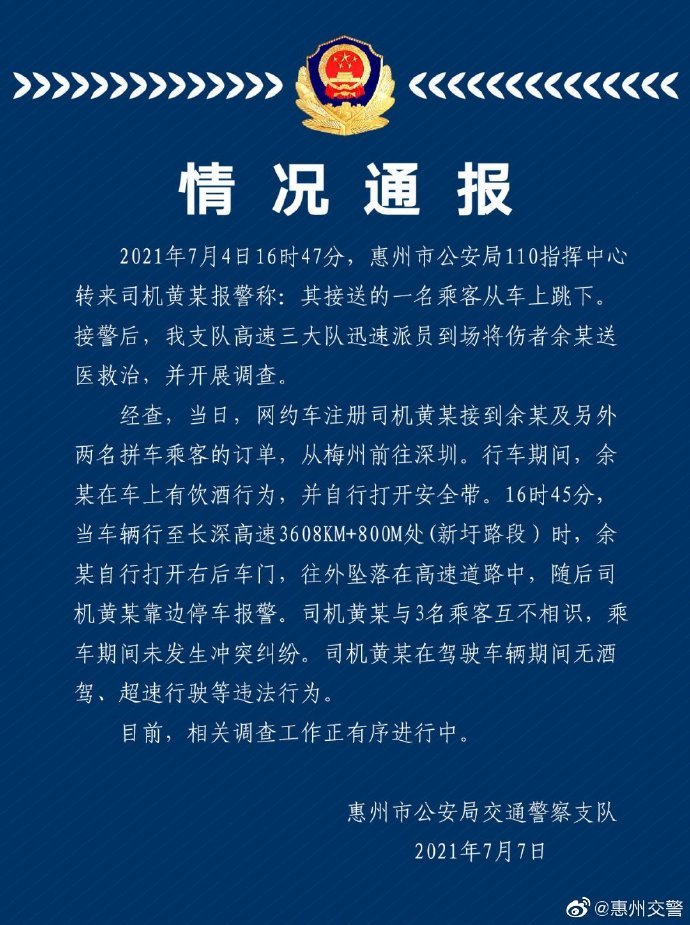 情况通报
2021年7月4日16时47分，惠州市公安局110指挥中心
转来司机黄某报警称：其接送的一名乘客从车上跳下。
接警后，我支队高速三大队迅速派员到场将伤者余某送
医救治，并开展调查。
经查，当日，网约车注册司机黄某接到余某及另外
两名拼车乘客的订单，从梅州前往深圳。行车期间，余
某在车上有饮酒行为，并自行打开安全带。16时45分，
当车辆行至长深高速3608KM+800M处(新圩路段）时，余
某自行打开右后车门，往外坠落在高速道路中，随后司
机黄某靠边停车报警。司机黄某与3名乘客互不相识，乘
车期间未发生冲突纠纷。司机黄某在驾驶车辆期间无酒
驾、超速行驶等违法行为。
目前，相关调查工作正有序进行中。
惠州市公安局交通警察支队
2021年7月7日
@惠州交警